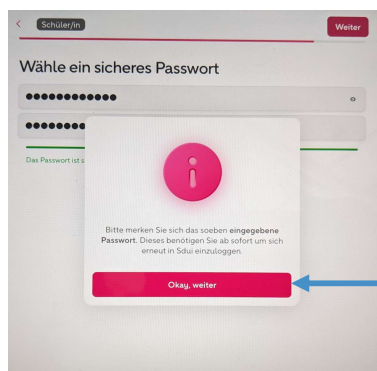 Schüler/in
Weiter
Wähle ein sicheres Passwort
Das Passwort ist s
Bitte merken Sie sich das soeben eingegebene
Passwort. Dieses benötigen Sie ab sofort um sich
erneut in Sdui einzuloggen.
Okay, weiter